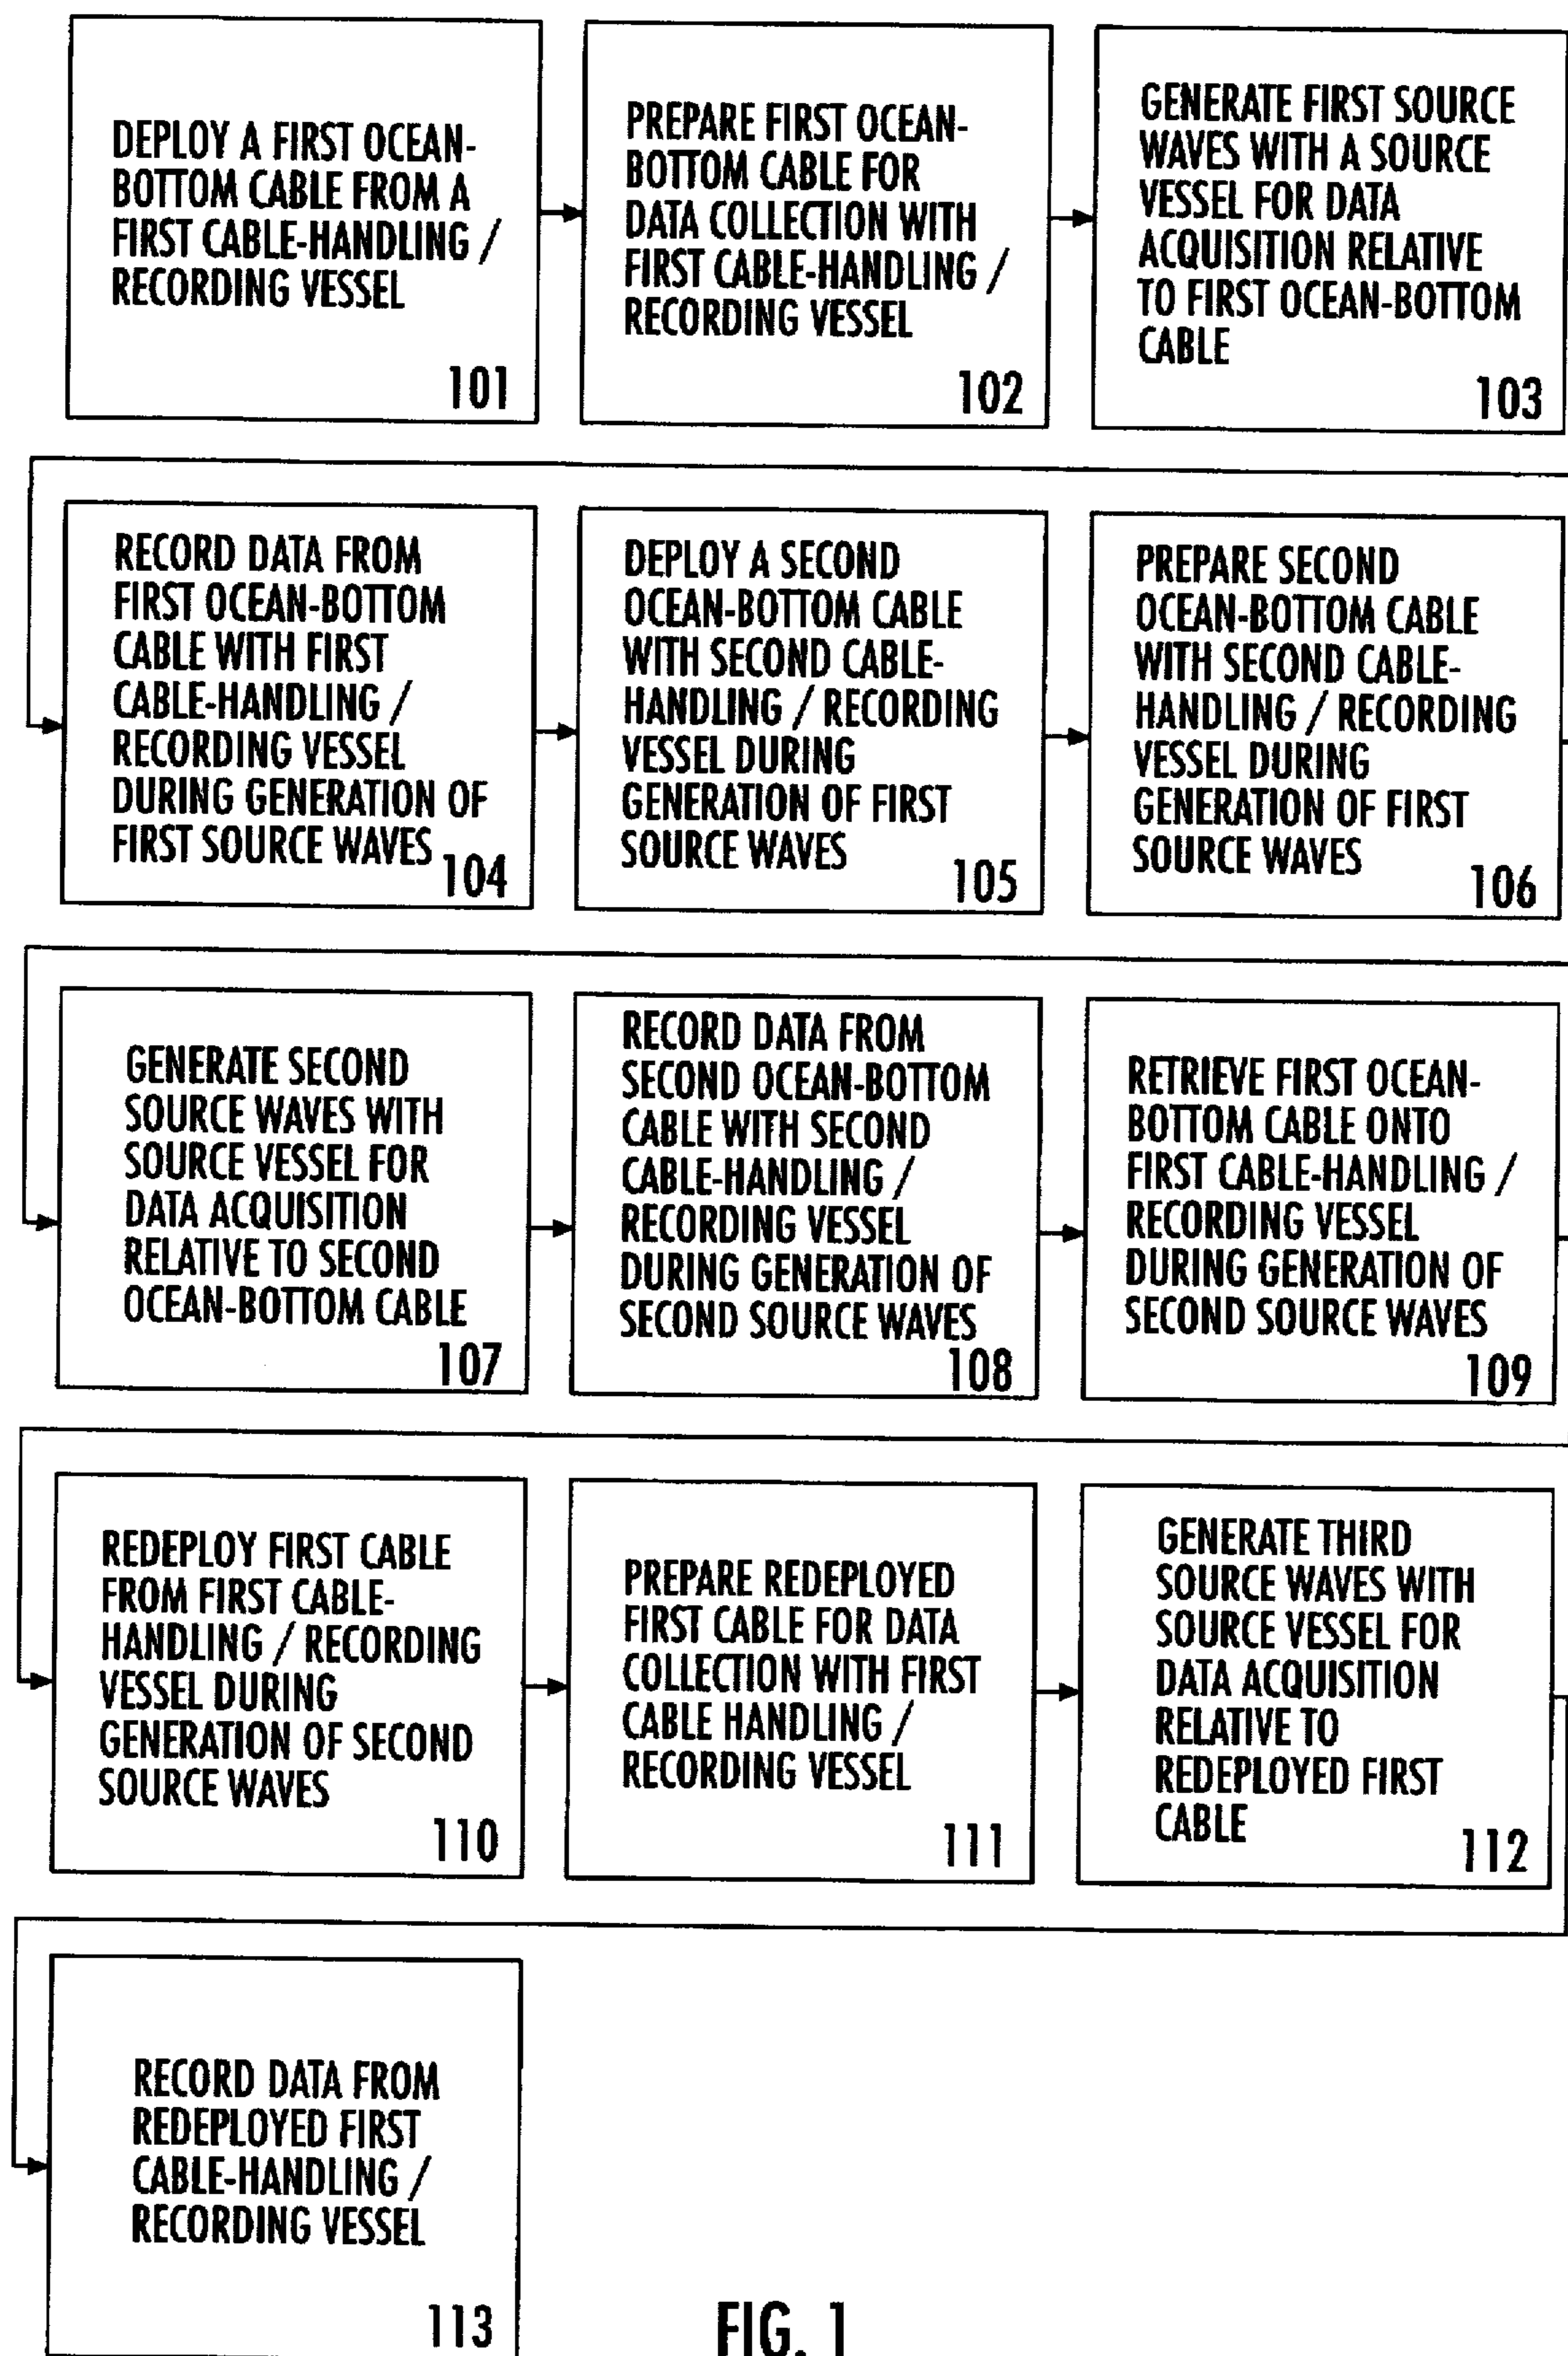 DEPLOY A FIRST OCEAN-
BOTTOM CABLE FROM A
FIRST CABLE-HANDLING /
RECORDING VESSEL
101
PREPARE FIRST OCEAN-
BOTTOM CABLE FOR
DATA COLLECTION WITH
FIRST CABLE-HANDLING /
RECORDING VESSEL
102
GENERATE FIRST SOURCE
WAVES WITH A SOURCE
VESSEL FOR DATA
ACQUISITION RELATIVE
TO FIRST OCEAN-BOTTOM
CABLE
103
RECORD DATA FROM
FIRST OCEAN-BOTTOM
CABLE WITH FIRST
CABLE-HANDLING /
RECORDING VESSEL
DURING GENERATION OF
FIRST SOURCE WAVES
104
DEPLOY A SECOND
OCEAN-BOTTOM CABLE
WITH SECOND CABLE-
HANDLING / RECORDING
VESSEL DURING
GENERATION OF FIRST
SOURCE WAVES
105
PREPARE SECOND
OCEAN-BOTTOM CABLE
WITH SECOND CABLE-
HANDLING / RECORDING
VESSEL DURING
GENERATION OF FIRST
SOURCE WAVES
106
GENERATE SECOND
SOURCE WAVES WITH
SOURCE VESSEL FOR
DATA ACQUISITION
RELATIVE TO SECOND
OCEAN-BOTTOM CABLE
107
RECORD DATA FROM
SECOND OCEAN-BOTTOM
CABLE WITH SECOND
CABLE-HANDLING /
RECORDING VESSEL
DURING GENERATION OF
SECOND SOURCE WAVES
108
RETRIEVE FIRST OCEAN-
BOTTOM CABLE ONTO
FIRST CABLE-HANDLING /
RECORDING VESSEL
DURING GENERATION OF
SECOND SOURCE WAVES
109
REDEPLOY FIRST CABLE
FROM FIRST CABLE-
HANDLING / RECORDING
VESSEL DURING
GENERATION OF SECOND
SOURCE WAVES
110
PREPARE REDEPLOYED
FIRST CABLE FOR DATA
COLLECTION WITH FIRST
CABLE HANDLING /
RECORDING VESSEL
111
GENERATE THIRD
SOURCE WAVES WITH
SOURCE VESSEL FOR
DATA ACQUISITION
RELATIVE TO
REDEPLOYED FIRST
CABLE
112
RECORD DATA FROM
REDEPLOYED FIRST
CABLE-HANDLING /
RECORDING VESSEL
113
FIG. 1